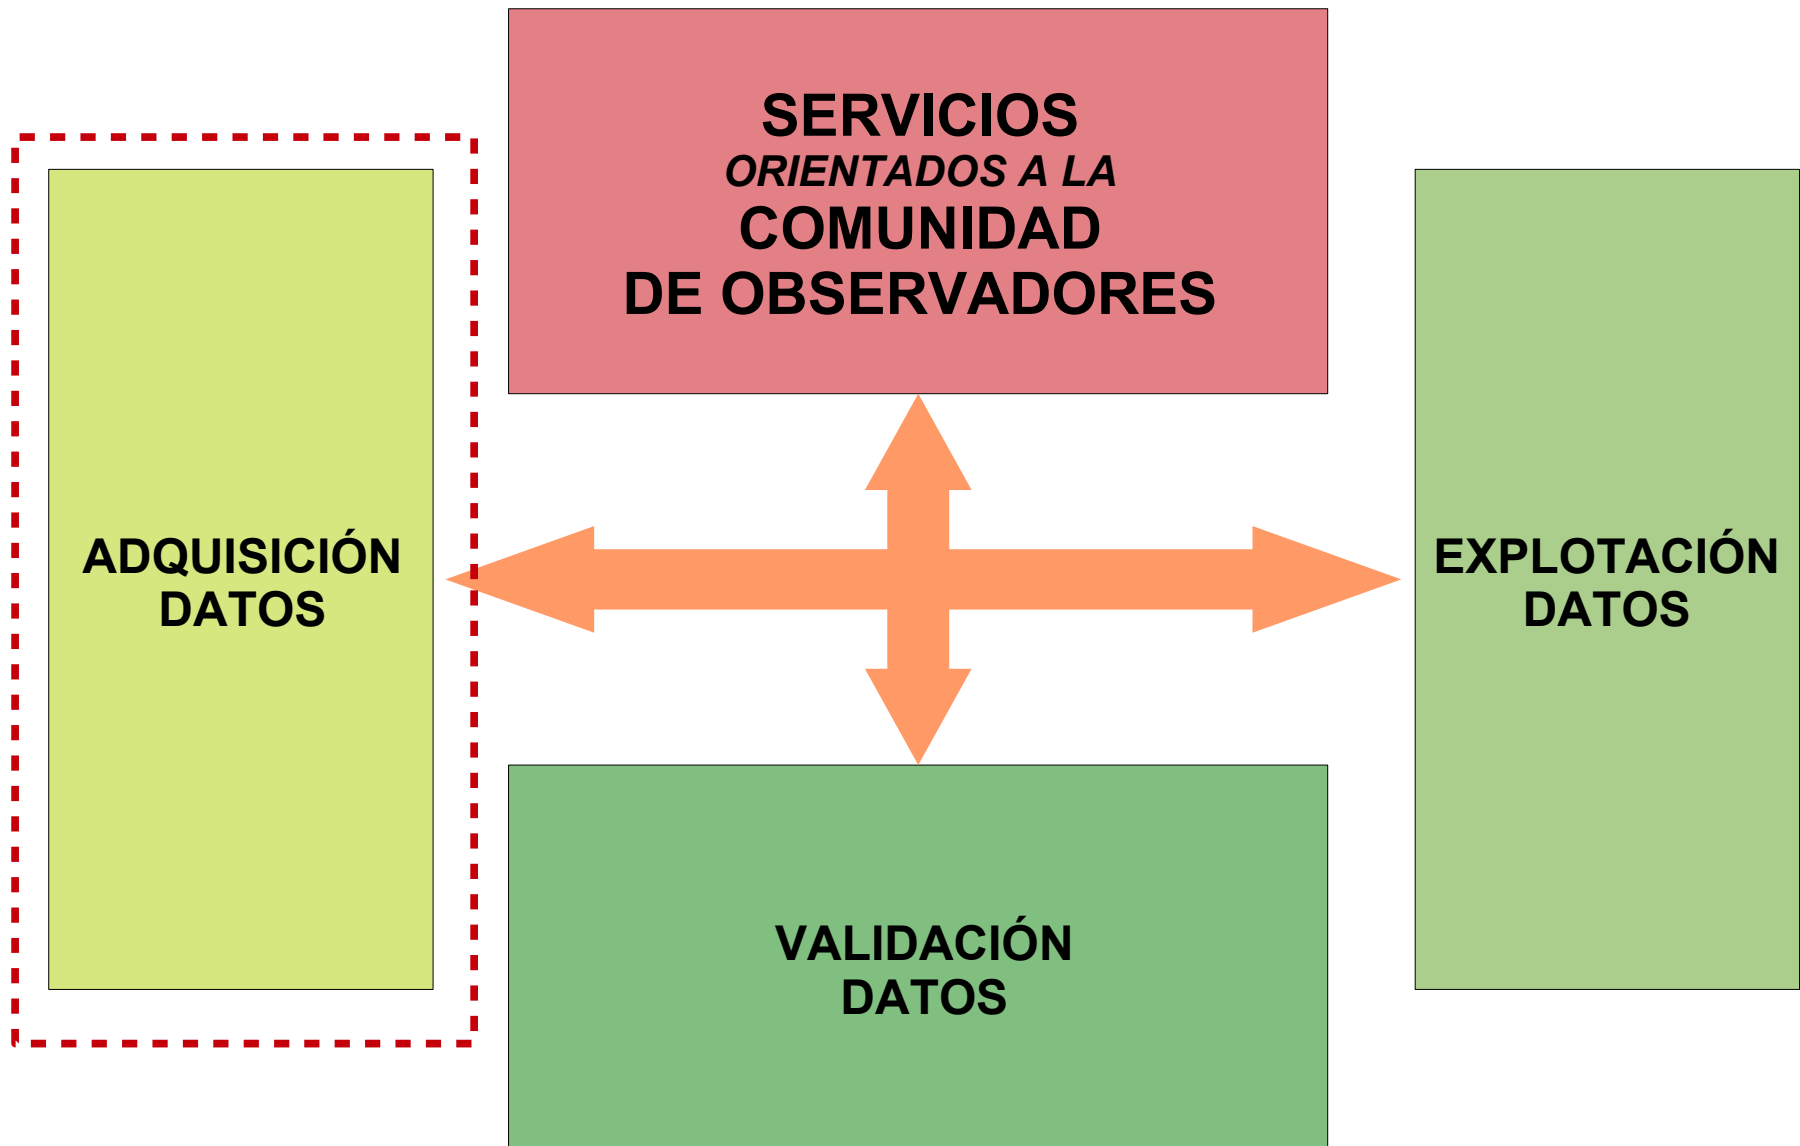 SERVICIOS
ORIENTADOS A LA
COMUNIDAD
DE OBSERVADORES
ADQUISICIÓN
DATOS
EXPLOTACIÓN
DATOS
VALIDACIÓN
DATOS